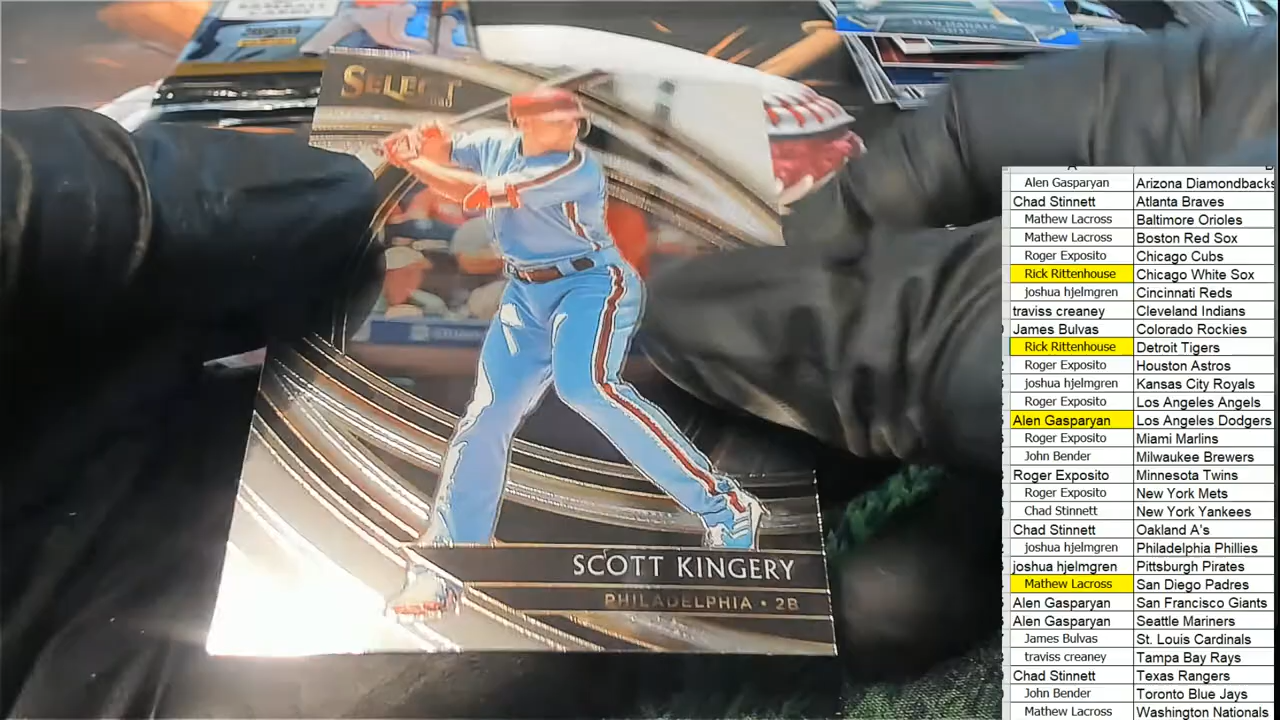 SELECT
SCOTT KINGERY
PHILADELPHIA • 2B
Alen Gasparyan Arizona Diamondbacks
Chad Stinnett Atlanta Braves
Mathew Lacross Baltimore Orioles
Mathew Lacross Boston Red Sox
Roger Exposito Chicago Cubs
Rick Rittenhouse Chicago White Sox
joshua hjelmgren Cincinnati Reds
traviss creaney Cleveland Indians
James Bulvas Colorado Rockies
Rick Rittenhouse Detroit Tigers
Roger Exposito Houston Astros
joshua hjelmgren Kansas City Royals
Roger Exposito Los Angeles Angels
Alen Gasparyan Los Angeles Dodgers
Roger Exposito Miami Marlins
John Bender Milwaukee Brewers
Roger Exposito Minnesota Twins
Roger Exposito New York Mets
Chad Stinnett New York Yankees
Chad Stinnett Oakland A's
joshua hjelmgren Philadelphia Phillies
joshua hjelmgren Pittsburgh Pirates
Mathew Lacross San Diego Padres
Alen Gasparyan San Francisco Giants
Alen Gasparyan Seattle Mariners
James Bulvas St. Louis Cardinals
traviss creaney Tampa Bay Rays
Chad Stinnett Texas Rangers
John Bender Toronto Blue Jays
Mathew Lacross Washington Nationals